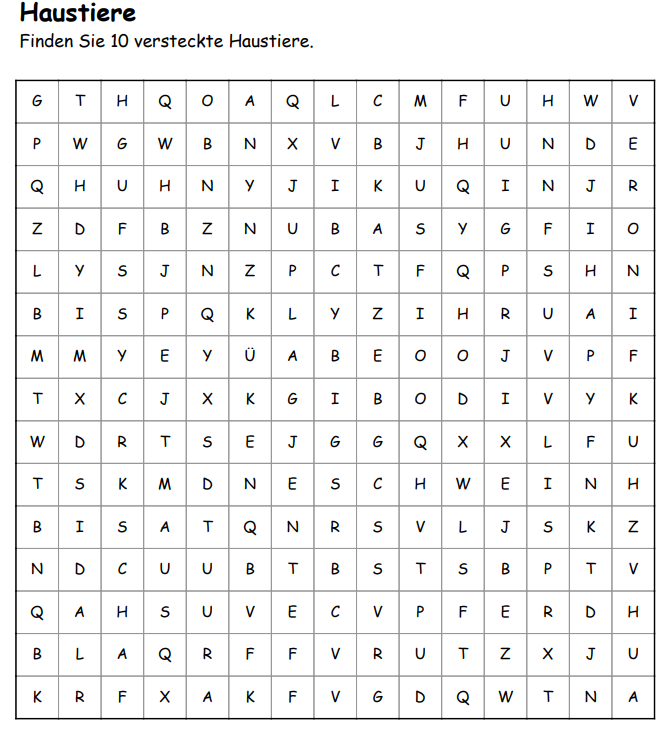 Haustiere
Finden Sie 10 versteckte Haustiere.
G T H Q O A Q L C M F U H W V
P W G W B N X V B J H U N D E
Q H U H N Y J I K U Q I N J R
Z D F B Z N U B A S Y G F I O
L Y S J N Z P C T F Q P S H N
B I S P Q K L Y Z I H R U A I
M M Y E Y Ü A B E O O J V P F
T X C J X K G I B O D I V Y K
W D R T S E J G G Q X X L F U
T S K M D N E S C H W E I N H
B I S A T Q N R S V L J S K Z
N D C U U B T B S T S B P T V
Q A H S U V E C V P F E R D H
B L A Q R F F V R U T Z X J U
K R F X A K F V G D Q W T N A